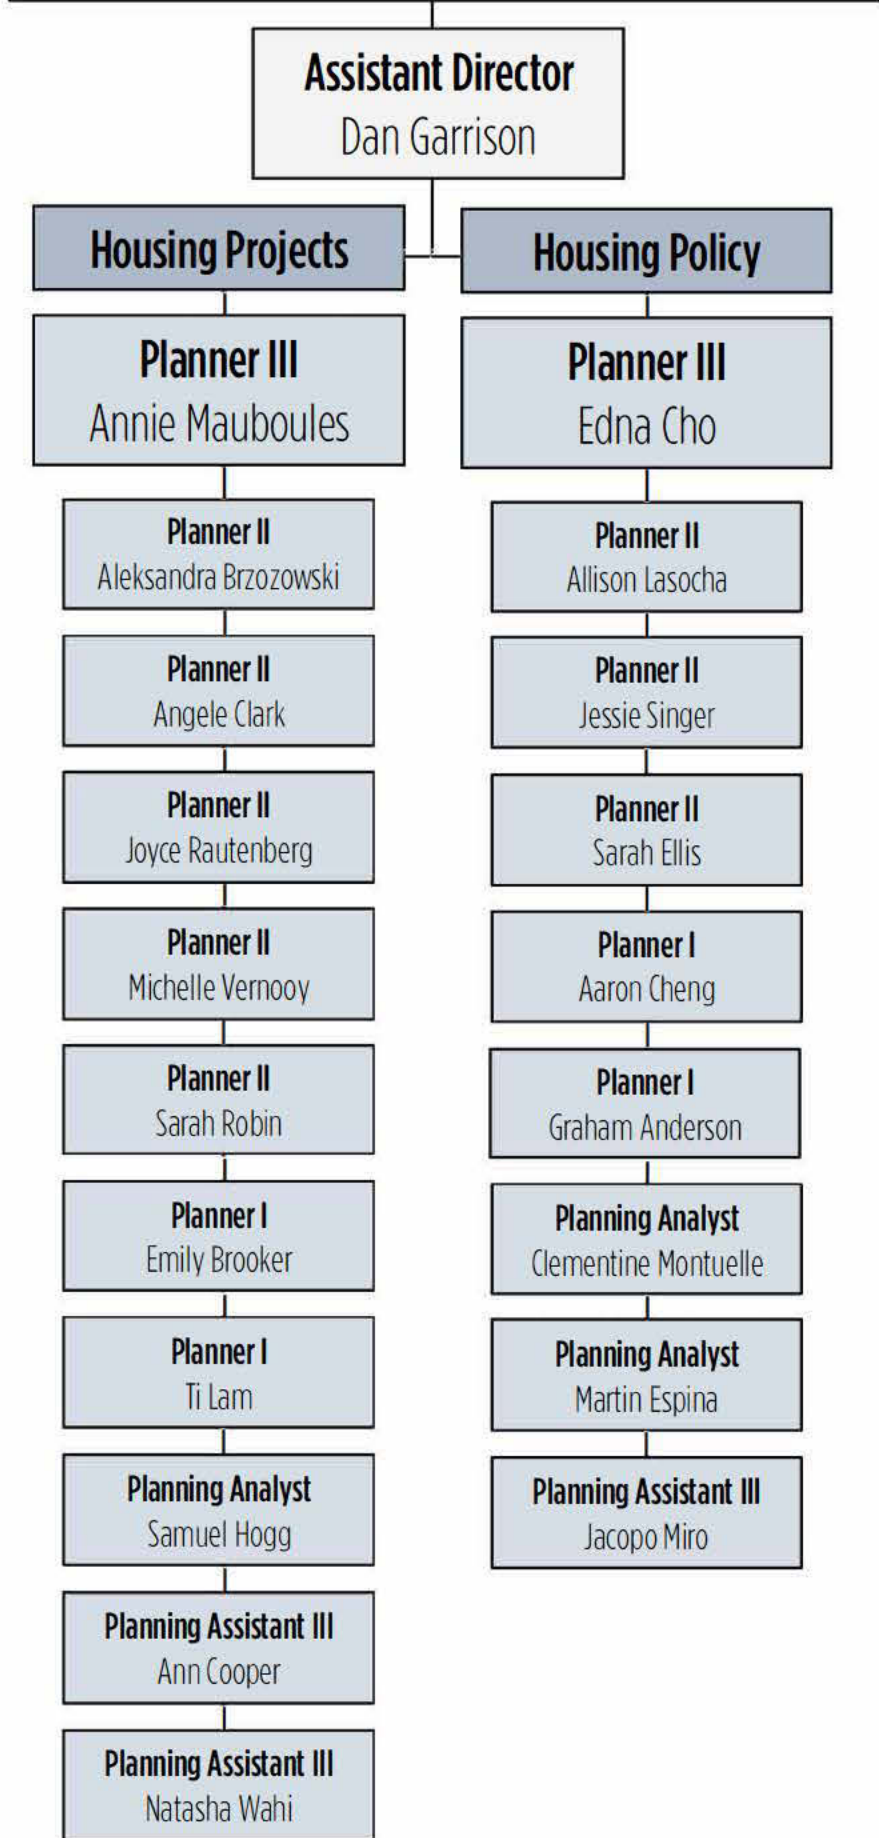 Assistant Director
Dan Garrison
Housing Projects
Planner III
Annie Mauboules
Planner II
Aleksandra Brzozowski
Planner II
Angele Clark
Planner II
Joyce Rautenberg
Planner II
Michelle Vernooy
Planner II
Sarah Robin
Planner I
Emily Brooker
Planner I
Ti Lam
Planning Analyst
Samuel Hogg
Planning Assistant III
Ann Cooper
Planning Assistant III
Natasha Wahi
Housing Policy
Planner III
Edna Cho
Planner II
Allison Lasocha
Planner II
Jessie Singer
Planner II
Sarah Ellis
Planner I
Aaron Cheng
Planner I
Graham Anderson
Planning Analyst
Clementine Montuelle
Planning Analyst
Martin Espina
Planning Assistant III
Jacopo Miro